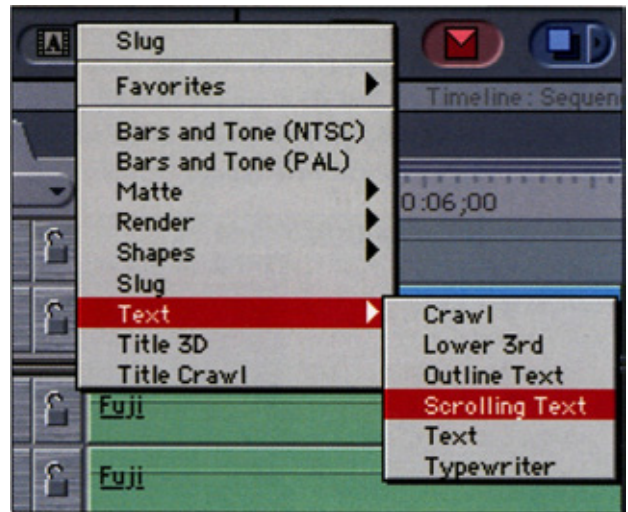 A
Slug
Favorites
Timeline: Sequen
Bars and Tone (NTSC)
Bars and Tone (PAL)
Matte
0:06;00
Render
Shapes
Slug
Text
Crawl
Title 3D
Lower 3rd
Title Crawl
Outline Text
Fuji
Scrolling Text
Text
Typewriter
Fuji